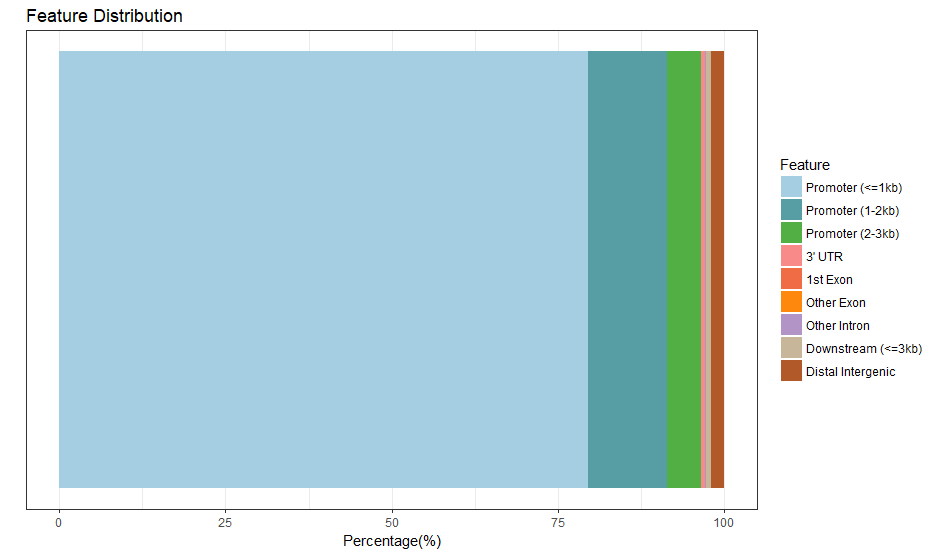 Feature Distribution
Feature
Promoter (<=1kb)
Promoter (1-2kb)
Promoter (2-3kb)
3' UTR
1st Exon
Other Exon
Other Intron
Downstream (<=3kb)
Distal Intergenic
0 25 50 75 100
Percentage(%)